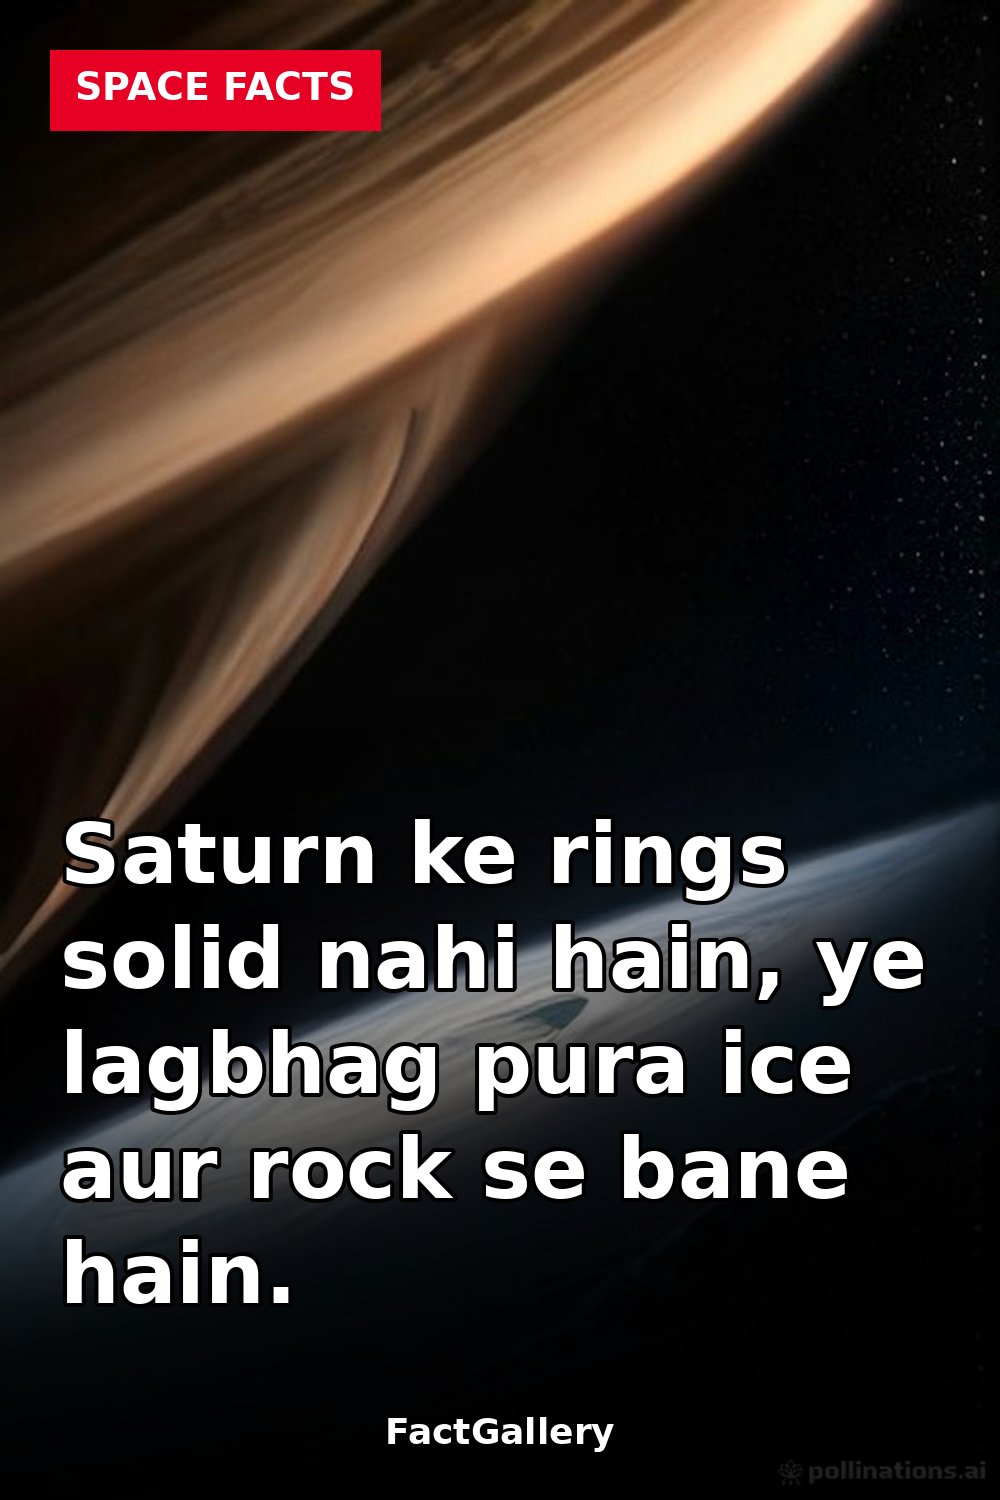 SPACE FACTS
Saturn ke rings
solid nahi hain, ye
lagbhag pura ice
aur rock se bane
hain.
FactGallery
pollinations.ai